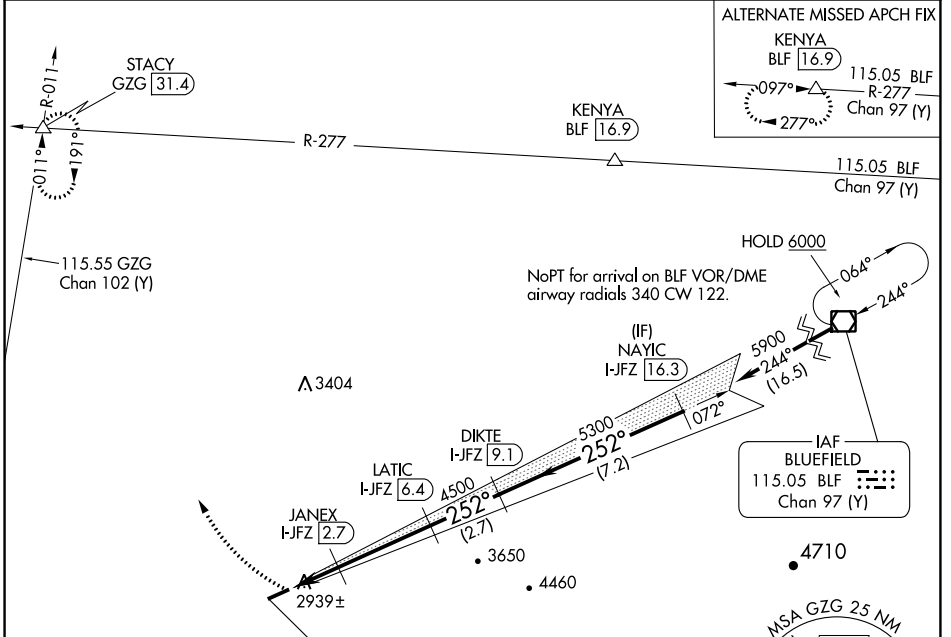 ALTERNATE MISSED APCH FIX
KENYA
BLF 16.9
115.05 BLF
097°
R-277
Chan 97 (Y)
277°
R-011
STACY
GZG 31.4
KENYA
BLF 16.9
R-277
115.05 BLF
Chan 97 (Y)
011°
191°
115.55 GZG
Chan 102 (Y)
HOLD 6000
064°
244°
NoPT for arrival on BLF VOR/DME
airway radials 340 CW 122.
(IF)
NAYIC
I-JFZ 16.3
5900
244°
(16.5)
3404
072°
5300
252°
(7.2)
DIKTE
I-JFZ 9.1
IAF
BLUEFIELD
115.05 BLF
Chan 97 (Y)
LATIC
I-JFZ 6.4
4500
252°
(2.7)
JANEX
I-JFZ 2.7
3650
4710
4460
2939±
MSA GZG 25 NM